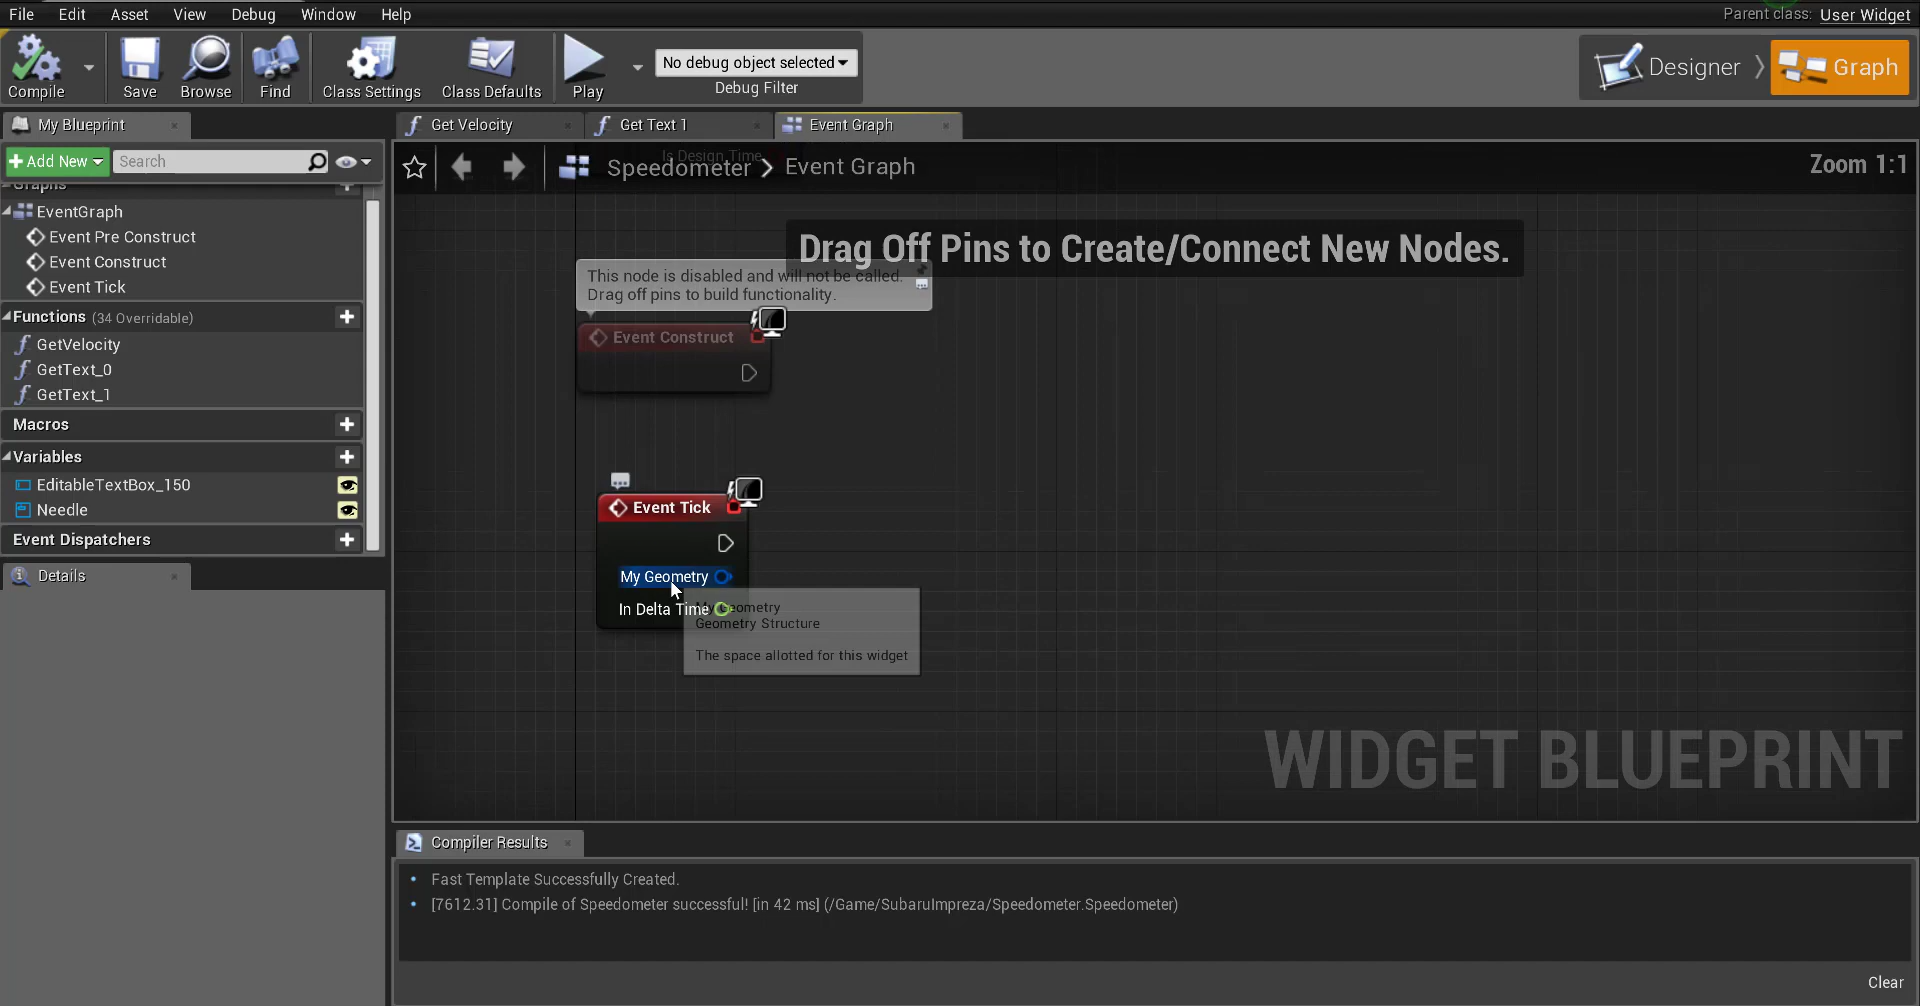 File Edit Asset View Debug Window Help
Parent class: User Widget
Compile
Save
Browse
Find
Class Settings
Class Defaults
Play
No debug object selected
Debug Filter
Designer
Graph
My Blueprint
Add New
Search
Graphs
EventGraph
Event Pre Construct
Event Construct
Event Tick
Functions (34 Overridable)
GetVelocity
GetText_0
GetText_1
Macros
Variables
EditableTextBox_150
Needle
Event Dispatchers
Details
Get Velocity
Get Text 1
Event Graph
Is Design Time
Speedometer > Event Graph
Zoom 1:1
Drag Off Pins to Create/Connect New Nodes.
This node is disabled and will not be called.
Drag off pins to build functionality.
Event Construct
Event Tick
My Geometry
In Delta Time
My Geometry
Geometry Structure
The space allotted for this widget
WIDGET BLUEPRINT
Compiler Results
• Fast Template Successfully Created.
• [7612.31] Compile of Speedometer successful! [in 42 ms] (/Game/SubaruImpreza/Speedometer.Speedometer)
Clear